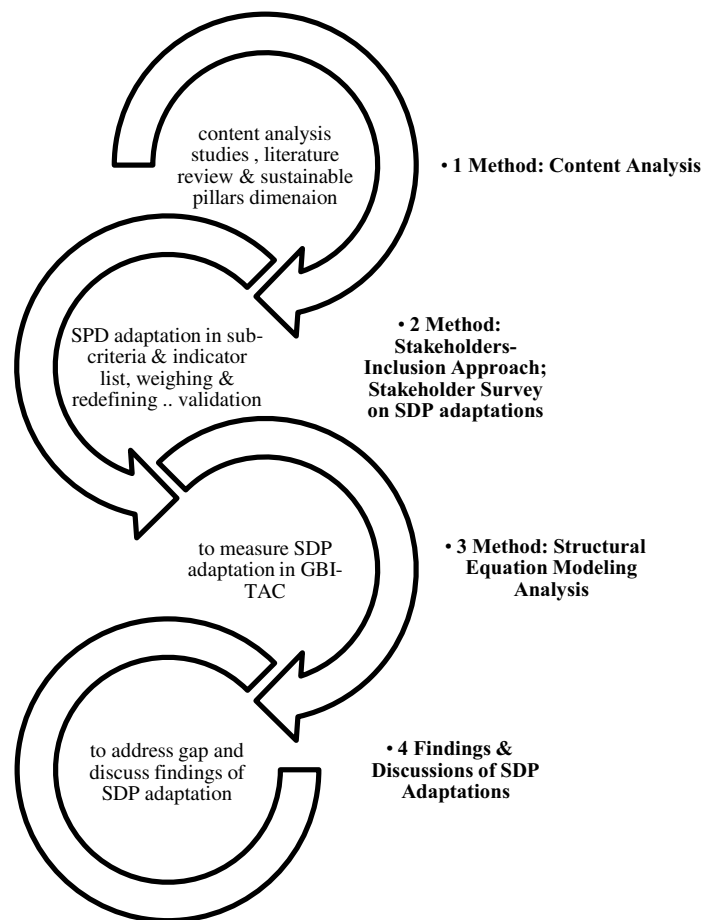 content analysis
studies , literature
review & sustainable
pillars dimenaion
• 1 Method: Content Analysis
SPD adaptation in sub-
criteria & indicator
list, weighing &
redefining .. validation
• 2 Method:
Stakeholders-
Inclusion Approach;
Stakeholder Survey
on SDP adaptations
to measure SDP
adaptation in GBI-
TAC
• 3 Method: Structural
Equation Modeling
Analysis
to address gap and
discuss findings of
SDP adaptation
• 4 Findings &
Discussions of SDP
Adaptations